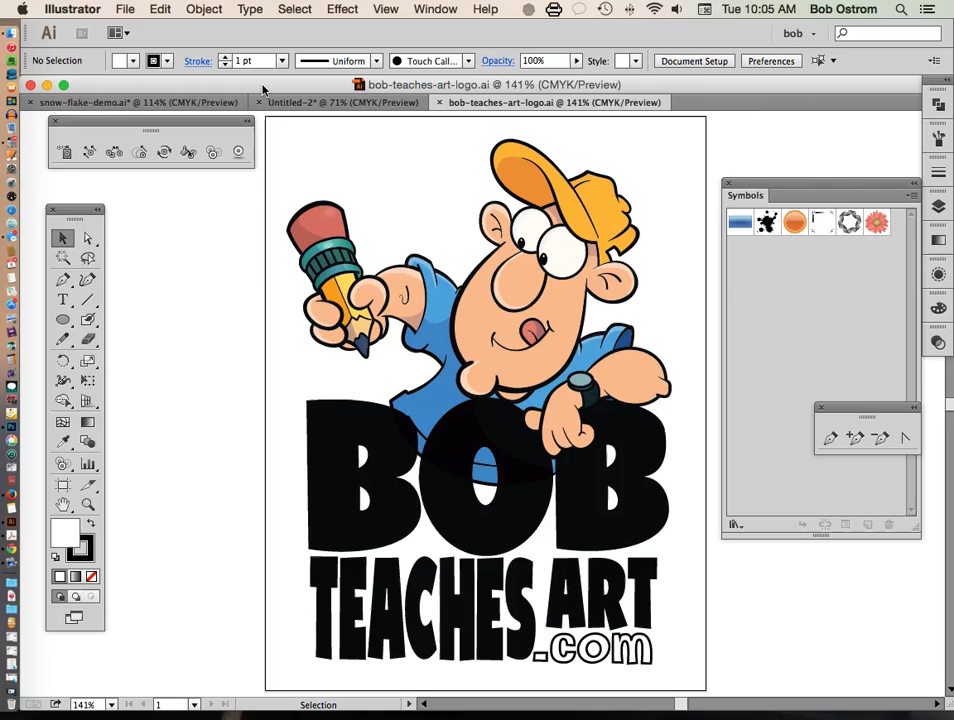 Illustrator File Edit Object Type Select Effect View Window Help Tue 10:05 AM Bob Ostrom
Ai Br bob
No Selection Stroke: 1 pt Uniform Touch Call... Opacity: 100% Style: Document Setup Preferences
bob-teaches-art-logo.ai @ 141% (CMYK/Preview)
snow-flake-demo.ai* @ 114% (CMYK/Preview) Untitled-2* @ 71% (CMYK/Preview) bob-teaches-art-logo.ai @ 141% (CMYK/Preview)
Symbols
BOB
TEACHES ART
.com
141% 1 Selection